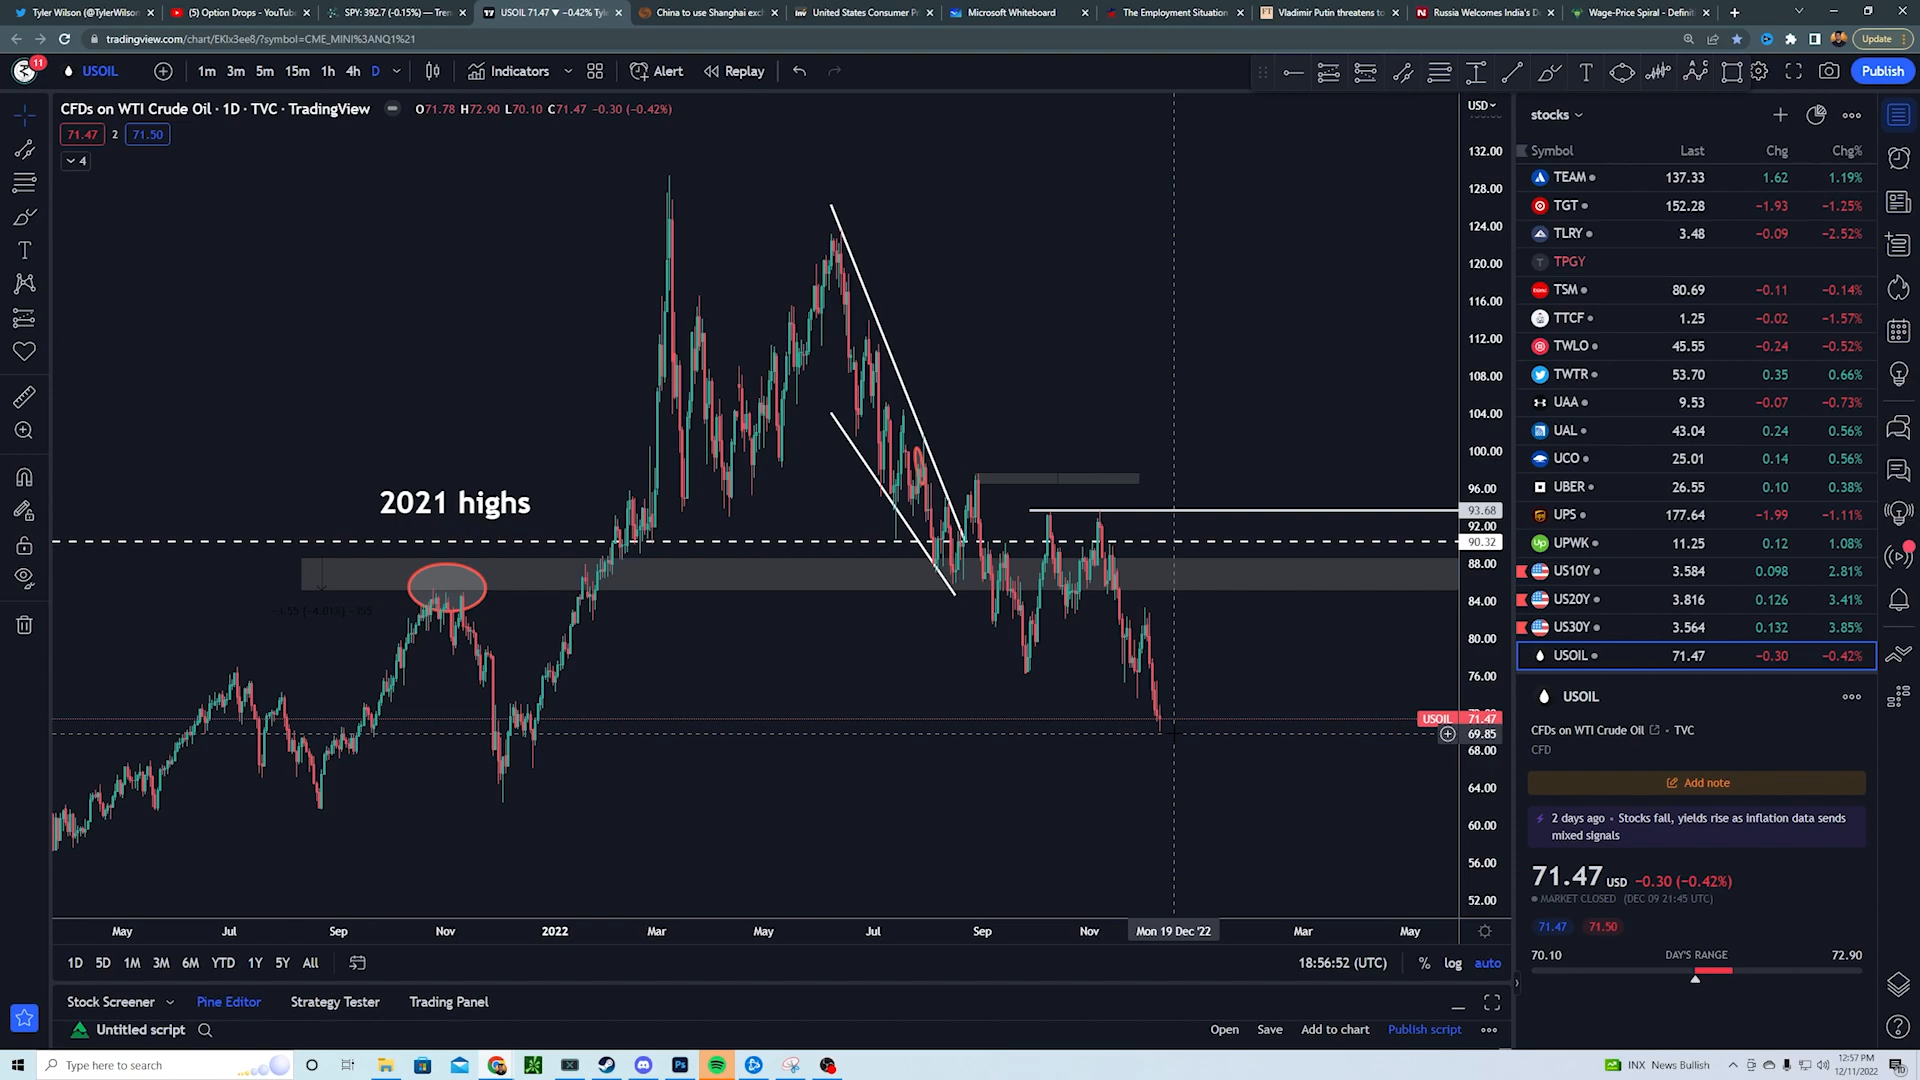 Tyler Wilson (@TylerWilson
(5) Option Drops - YouTub
SPY: 392.7 (-0.15%) — Tren
USOIL 71.47 ▼ −0.42% Tyle
China to use Shanghai exch
United States Consumer Pr
Microsoft Whiteboard
The Employment Situation
Vladimir Putin threatens to
Russia Welcomes India's De
Wage-Price Spiral - Definiti
tradingview.com/chart/EKlx3ee8/?symbol=CME_MINI%3ANQ1%21
Update
11
USOIL
1m 3m 5m 15m 1h 4h D
Indicators
Alert
Replay
Publish
CFDs on WTI Crude Oil · 1D · TVC · TradingView
O71.78 H72.90 L70.10 C71.47 −0.30 (−0.42%)
71.47 2 71.50
4
USD
132.00
128.00
124.00
120.00
116.00
112.00
108.00
104.00
100.00
96.00
93.68
92.00
90.32
88.00
84.00
80.00
76.00
USOIL 71.47
69.85
68.00
64.00
60.00
56.00
52.00
2021 highs
May Jul Sep Nov 2022 Mar May Jul Sep Nov Mon 19 Dec '22 Mar May
1D 5D 1M 3M 6M YTD 1Y 5Y All
18:56:52 (UTC) % log auto
Stock Screener Pine Editor Strategy Tester Trading Panel
Untitled script
Open Save Add to chart Publish script
stocks
Symbol Last Chg Chg%
TEAM 137.33 1.62 1.19%
TGT 152.28 −1.93 −1.25%
TLRY 3.48 −0.09 −2.52%
T TPGY
TSM 80.69 −0.11 −0.14%
TTCF 1.25 −0.02 −1.57%
TWLO 45.55 −0.24 −0.52%
TWTR 53.70 0.35 0.66%
UAA 9.53 −0.07 −0.73%
UAL 43.04 0.24 0.56%
UCO 25.01 0.14 0.56%
UBER 26.55 0.10 0.38%
UPS 177.64 −1.99 −1.11%
UPWK 11.25 0.12 1.08%
US10Y 3.584 0.098 2.81%
US20Y 3.816 0.126 3.41%
US30Y 3.564 0.132 3.85%
USOIL 71.47 −0.30 −0.42%
USOIL
CFDs on WTI Crude Oil · TVC
CFD
Add note
2 days ago · Stocks fall, yields rise as inflation data sends
mixed signals
71.47 USD −0.30 (−0.42%)
MARKET CLOSED (DEC 09 21:45 UTC)
71.47 71.50
70.10 DAY'S RANGE 72.90
Type here to search
INX News Bullish
12:57 PM
12/11/2022